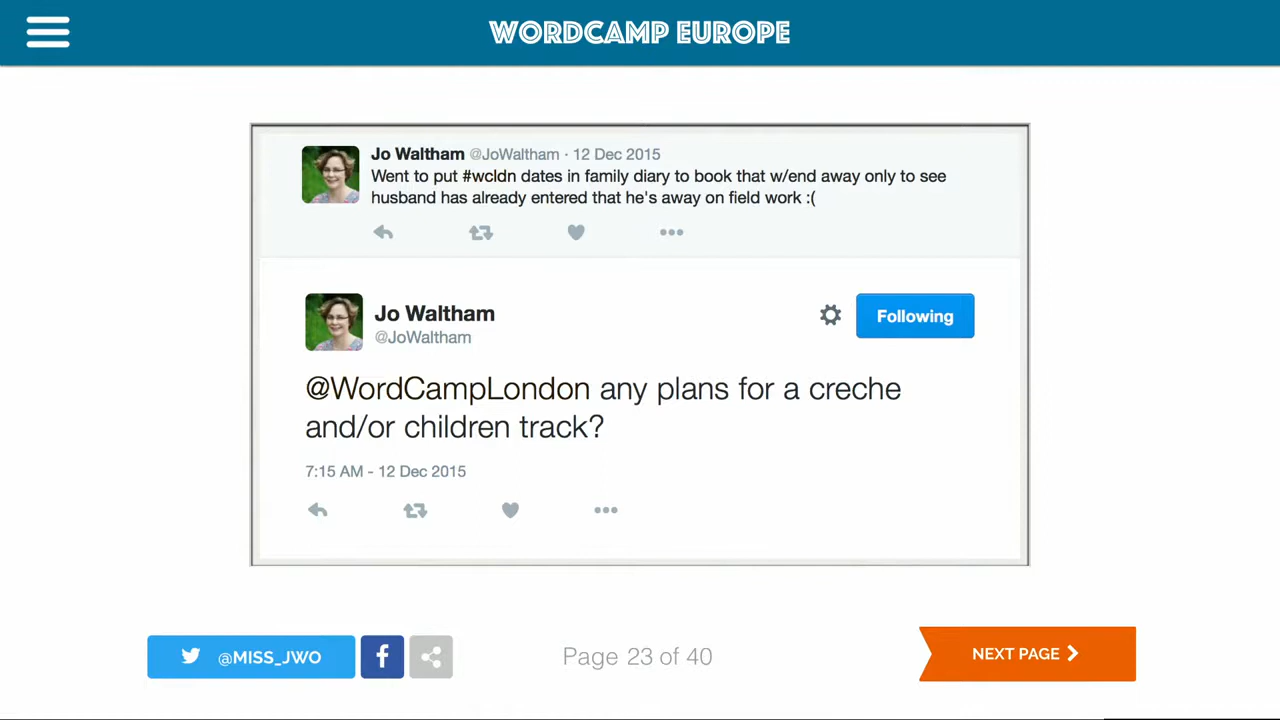 WORDCAMP EUROPE
Jo Waltham @JoWaltham · 12 Dec 2015
Went to put #wcldn dates in family diary to book that w/end away only to see
husband has already entered that he's away on field work :(
Jo Waltham
@JoWaltham
Following
@WordCampLondon any plans for a creche
and/or children track?
7:15 AM - 12 Dec 2015
@MISS_JWO
Page 23 of 40
NEXT PAGE